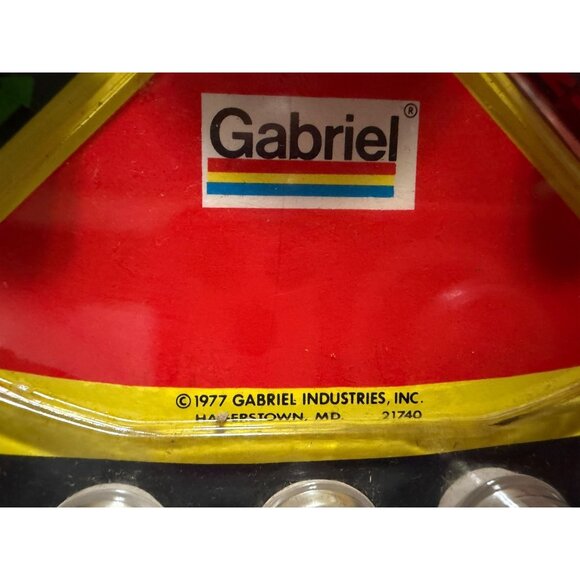 Gabriel®
© 1977 GABRIEL INDUSTRIES, INC.
HAGERSTOWN, MD. 21740